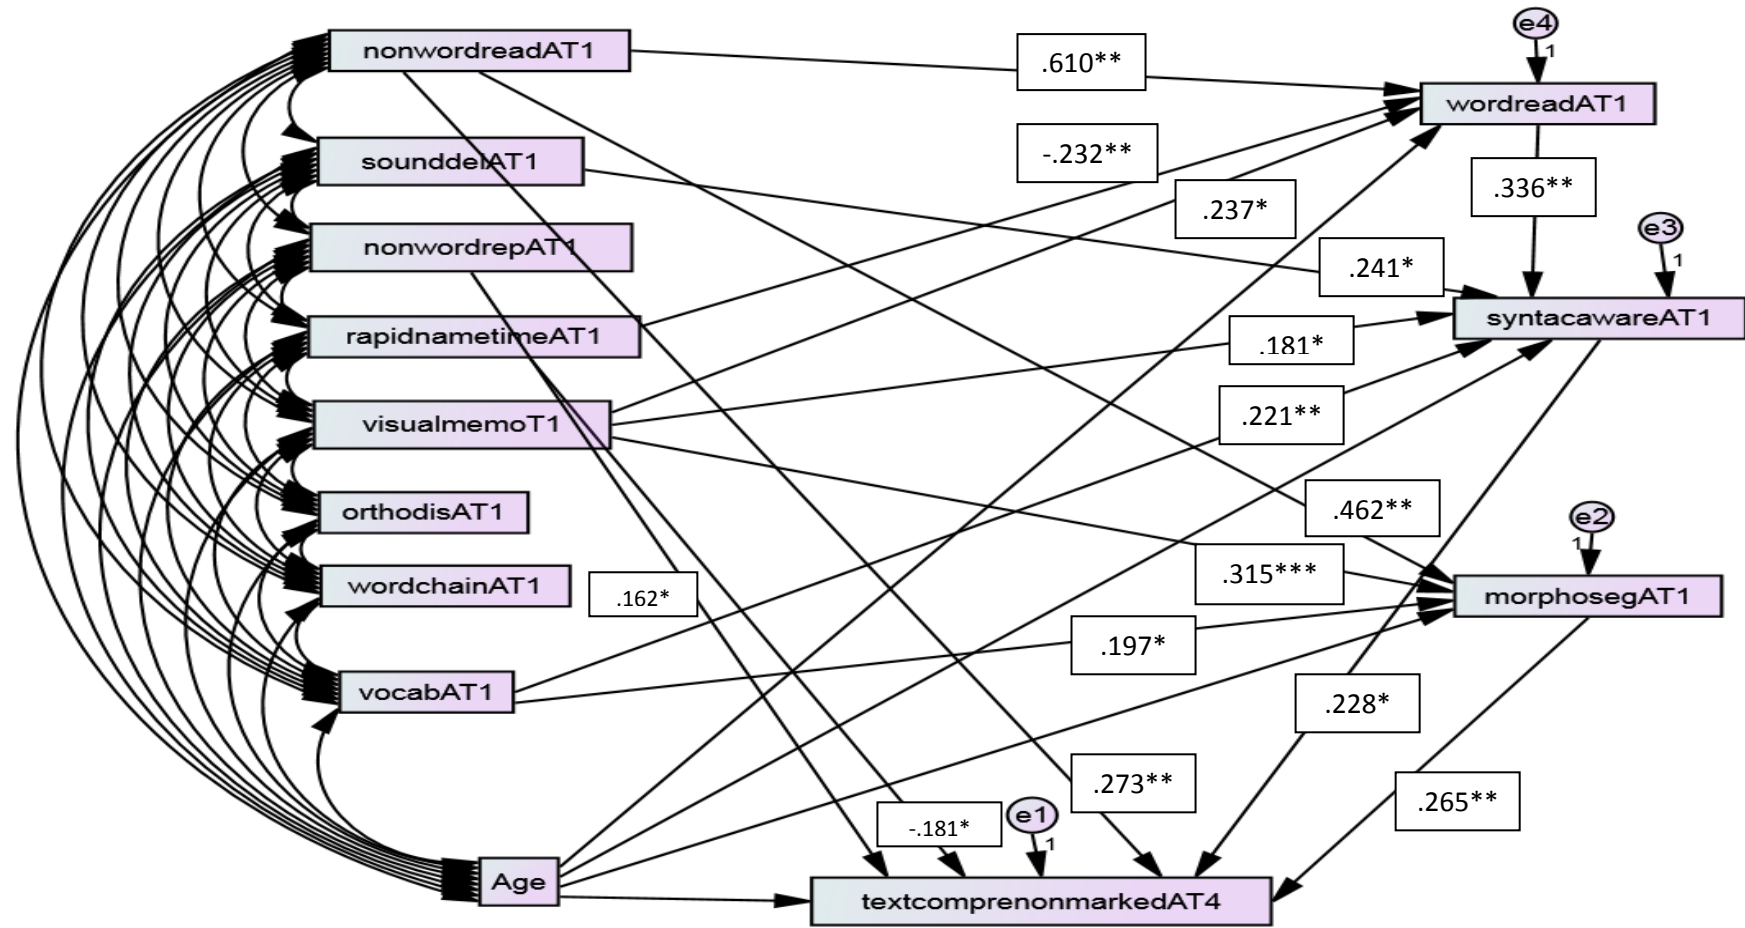 e4
nonwordreadAT1
.610**
1
wordreadAT1
sounddelAT1
-.232**
.336**
.237*
nonwordrepAT1
e3
.241*
1
rapidnametimeAT1
syntacawareAT1
.181*
visualmemoT1
.221**
orthodisAT1
.462**
e2
1
wordchainAT1
.162*
.315***
morphosegAT1
.197*
vocabAT1
.228*
.273**
.265**
-.181*
e1
1
Age
textcomprenonmarkedAT4